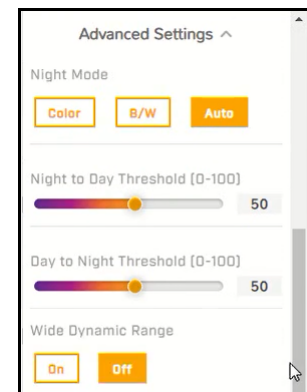 Advanced Settings
Night Mode
Color B/W Auto
Night to Day Threshold (0-100)
50
Day to Night Threshold (0-100)
50
Wide Dynamic Range
On Off